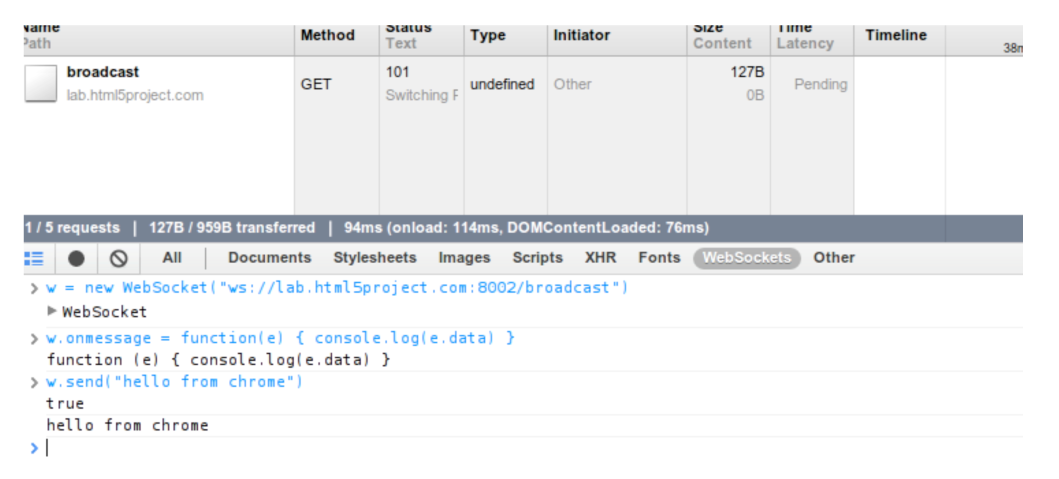 Name Method Status Type Initiator Size Time Timeline
Path Text Content Latency 38m
broadcast GET 101 undefined Other 127B Pending
lab.html5project.com Switching P 0B
1 / 5 requests | 127B / 959B transferred | 94ms (onload: 114ms, DOMContentLoaded: 76ms)
All Documents Stylesheets Images Scripts XHR Fonts WebSockets Other
> w = new WebSocket("ws://lab.html5project.com:8002/broadcast")
▶ WebSocket
> w.onmessage = function(e) { console.log(e.data) }
function (e) { console.log(e.data) }
> w.send("hello from chrome")
true
hello from chrome
>